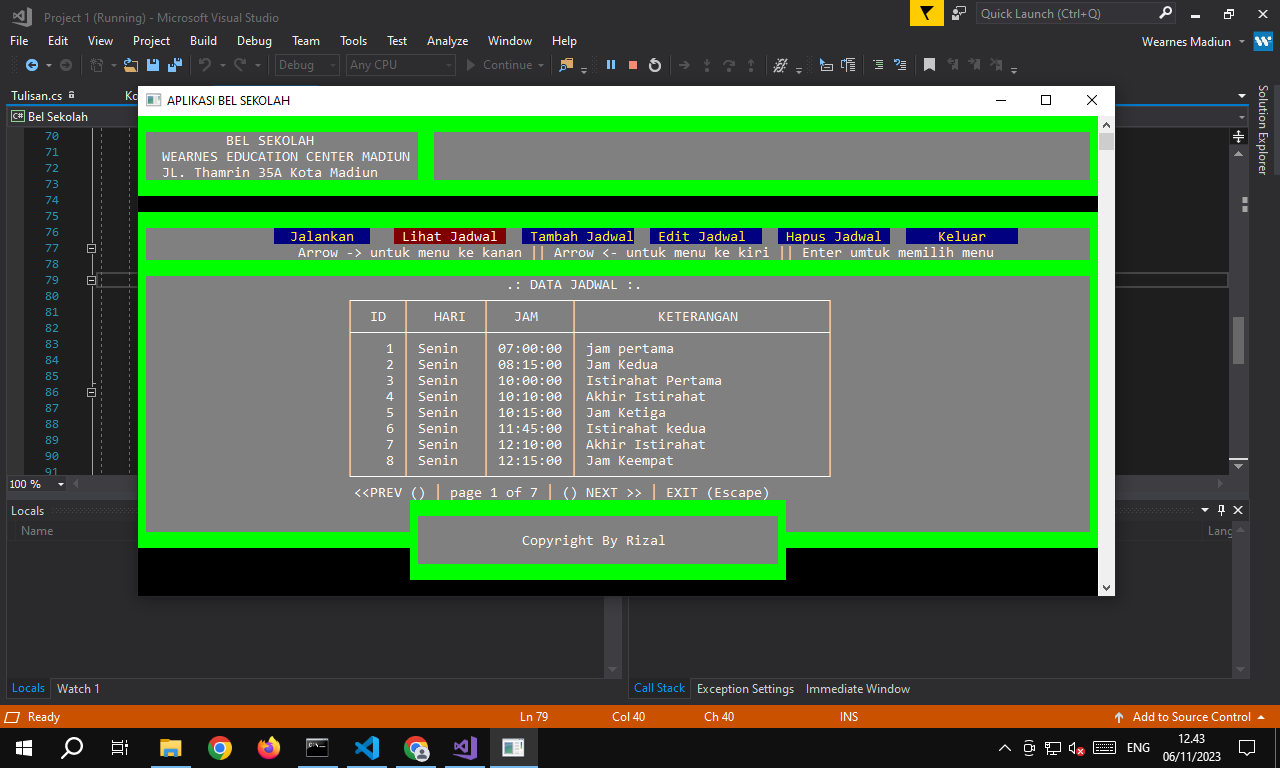 Project 1 (Running) - Microsoft Visual Studio
Quick Launch (Ctrl+Q)
File Edit View Project Build Debug Team Tools Test Analyze Window Help
Wearnes Madiun
Debug Any CPU Continue
Tulisan.cs
Bel Sekolah
Solution Explorer
APLIKASI BEL SEKOLAH
BEL SEKOLAH
WEARNES EDUCATION CENTER MADIUN
JL. Thamrin 35A Kota Madiun
Jalankan Lihat Jadwal Tambah Jadwal Edit Jadwal Hapus Jadwal Keluar
Arrow -> untuk menu ke kanan || Arrow <- untuk menu ke kiri || Enter umtuk memilih menu
.: DATA JADWAL :.
ID HARI JAM KETERANGAN
1 Senin 07:00:00 jam pertama
2 Senin 08:15:00 Jam Kedua
3 Senin 10:00:00 Istirahat Pertama
4 Senin 10:10:00 Akhir Istirahat
5 Senin 10:15:00 Jam Ketiga
6 Senin 11:45:00 Istirahat kedua
7 Senin 12:10:00 Akhir Istirahat
8 Senin 12:15:00 Jam Keempat
<<PREV () | page 1 of 7 | () NEXT >> | EXIT (Escape)
Copyright By Rizal
70
71
72
73
74
75
76
77
78
79
80
81
82
83
84
85
86
87
88
89
90
91
100 %
Locals
Name
Lang
Locals Watch 1
Call Stack Exception Settings Immediate Window
Ready Ln 79 Col 40 Ch 40 INS Add to Source Control
ENG
12.43
06/11/2023